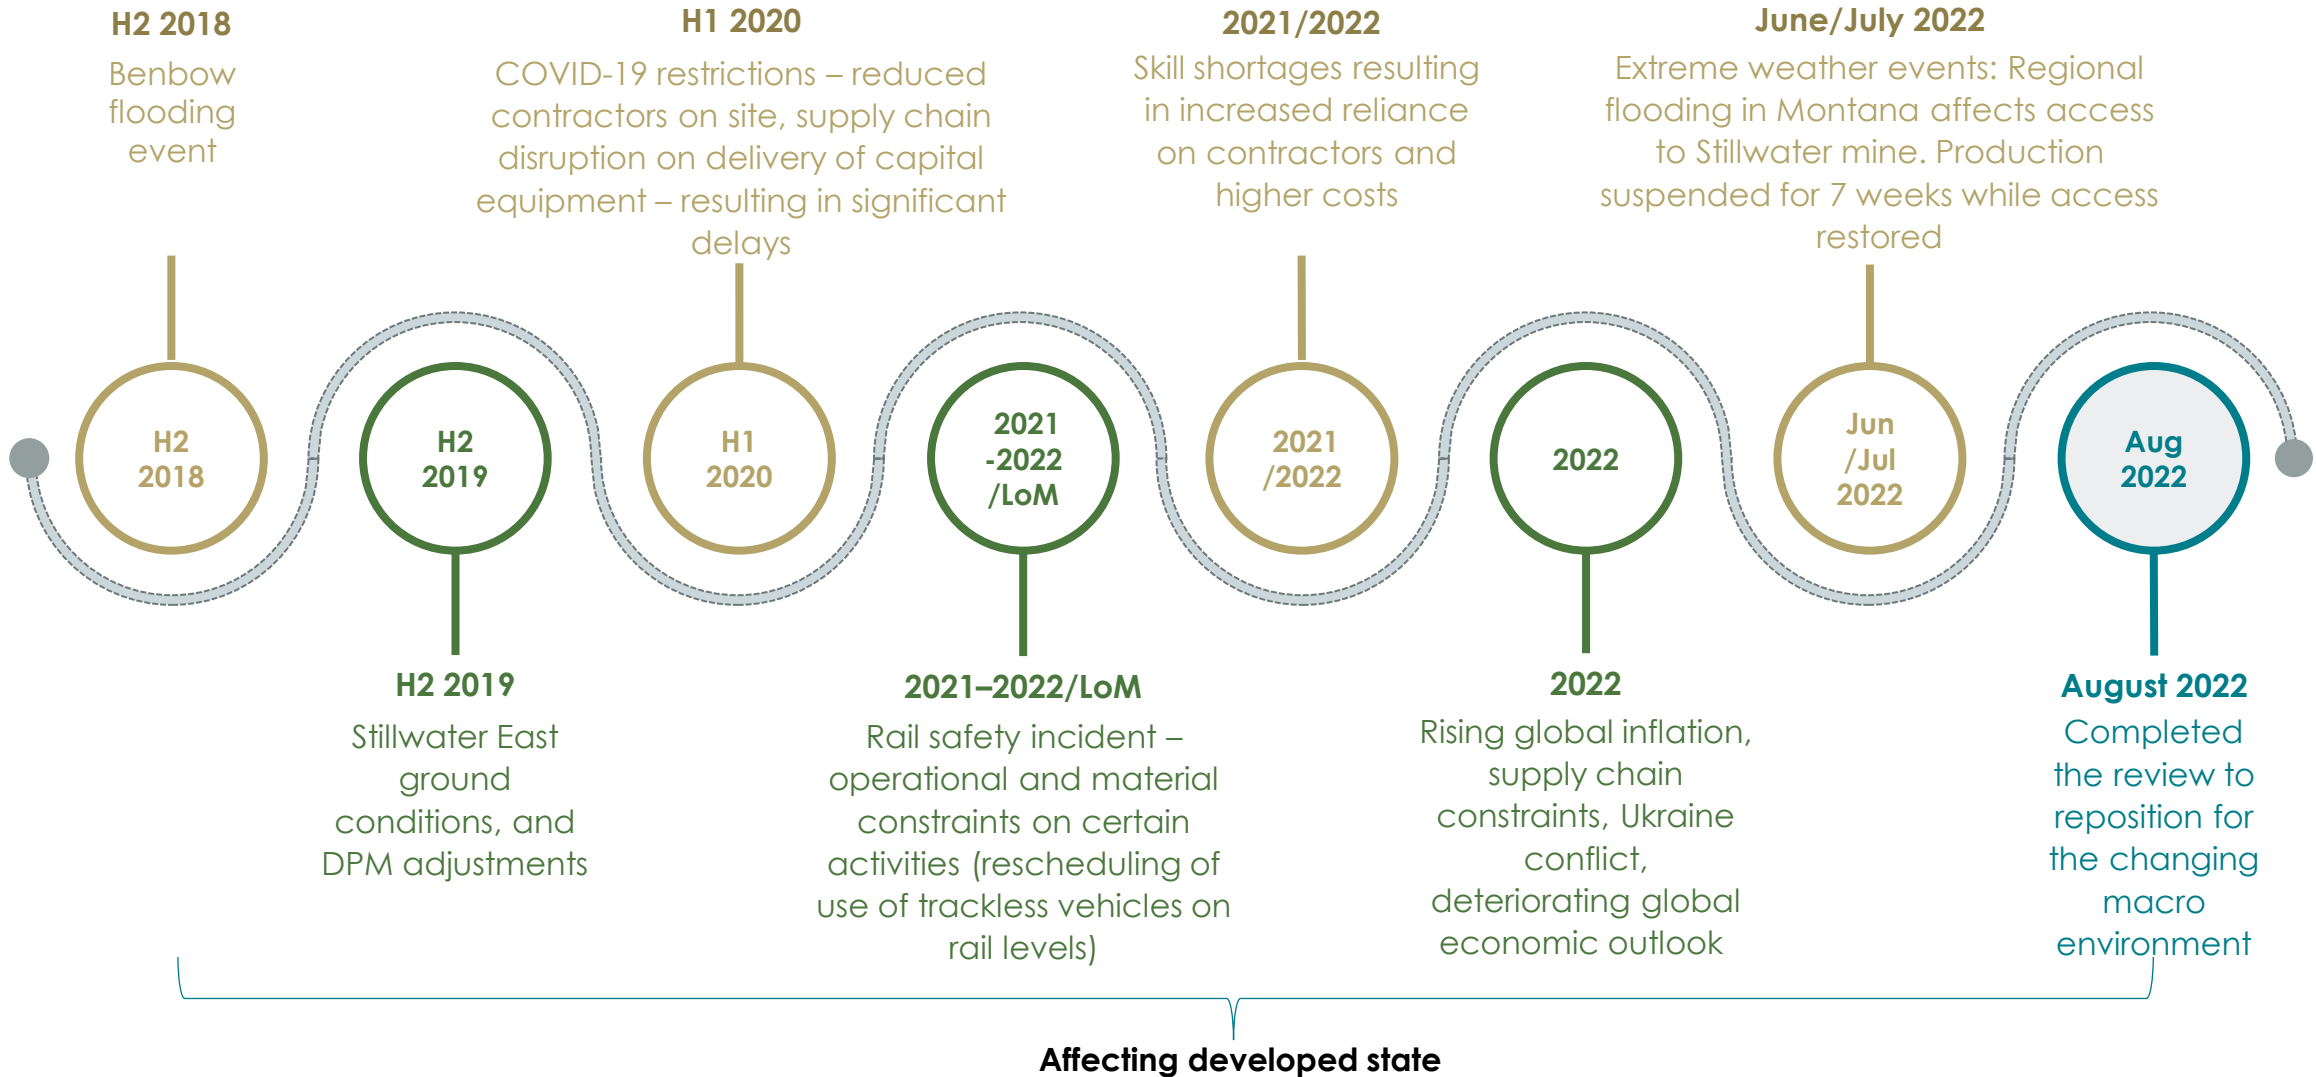 H2 2018
Benbow
flooding
event
H1 2020
COVID-19 restrictions – reduced
contractors on site, supply chain
disruption on delivery of capital
equipment – resulting in significant
delays
2021/2022
Skill shortages resulting
in increased reliance
on contractors and
higher costs
June/July 2022
Extreme weather events: Regional
flooding in Montana affects access
to Stillwater mine. Production
suspended for 7 weeks while access
restored
H2
2018
H2
2019
H1
2020
2021
-2022
/LoM
2021
/2022
2022
Jun
/Jul
2022
Aug
2022
H2 2019
Stillwater East
ground
conditions, and
DPM adjustments
2021–2022/LoM
Rail safety incident –
operational and material
constraints on certain
activities (rescheduling of
use of trackless vehicles on
rail levels)
2022
Rising global inflation,
supply chain
constraints, Ukraine
conflict,
deteriorating global
economic outlook
August 2022
Completed
the review to
reposition for
the changing
macro
environment
Affecting developed state